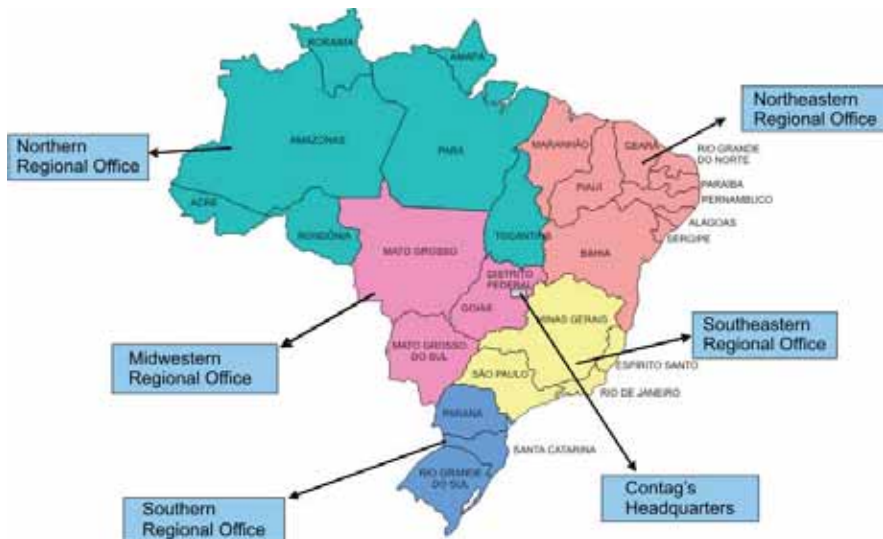 RORAIMA
AMAPÁ
Northeastern
Regional Office
Northern
Regional Office
AMAZONAS
PARÁ
MARANHÃO
CEARÁ
RIO GRANDE
DO NORTE
PIAUI
PARAÍBA
PERNAMBUCO
ACRE
ALAGOAS
SERGIPE
RONDÔNIA
TOCANTINS
MATO GROSSO
BAHIA
DISTRITO
FEDERAL
GOIÁS
MINAS GERAIS
Southeastern
Regional Office
Midwestern
Regional Office
MATO GROSSO
DO SUL
ESPIRITO SANTO
SÃO PAULO
RIO DE JANEIRO
PARANÁ
SANTA CATARINA
RIO GRANDE
DO SUL
Contag's
Headquarters
Southern
Regional Office